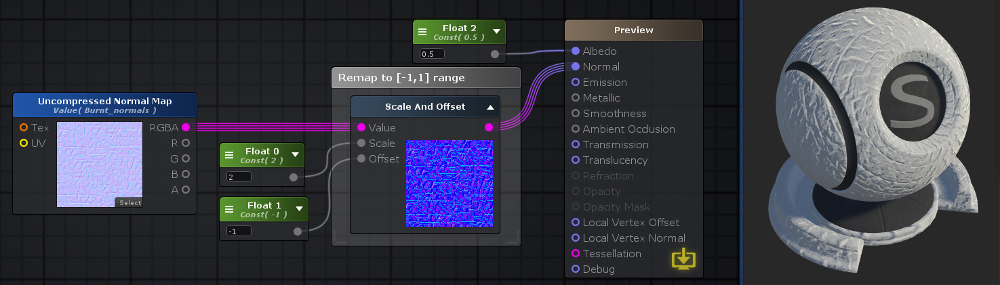 Uncompressed Normal Map
Value( Burnt_normals )
Tex
UV
RGBA
R
G
B
A
Select
Float 0
Const( 2 )
2
Float 1
Const( -1 )
-1
Remap to [-1,1] range
Scale And Offset
Value
Scale
Offset
Float 2
Const( 0.5 )
0.5
Preview
Albedo
Normal
Emission
Metallic
Smoothness
Ambient Occlusion
Transmission
Translucency
Refraction
Opacity
Opacity Mask
Local Vertex Offset
Local Vertex Normal
Tessellation
Debug
S